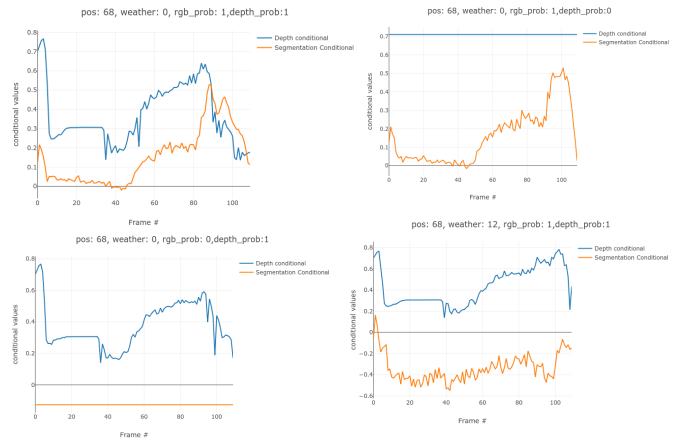 pos: 68, weather: 0, rgb_prob: 1,depth_prob:1
0.8
0.7
0.6
0.5
0.4
0.3
0.2
0.1
0
conditional values
0 20 40 60 80 100
Frame #
Depth conditional
Segmentation Conditional
pos: 68, weather: 0, rgb_prob: 1,depth_prob:0
0.7
0.6
0.5
0.4
0.3
0.2
0.1
0
conditional values
0 20 40 60 80 100
Frame #
Depth conditional
Segmentation Conditional
pos: 68, weather: 0, rgb_prob: 0,depth_prob:1
0.8
0.6
0.4
0.2
0
conditional values
0 20 40 60 80 100
Frame #
Depth conditional
Segmentation Conditional
pos: 68, weather: 12, rgb_prob: 1,depth_prob:1
0.8
0.6
0.4
0.2
0
−0.2
−0.4
−0.6
conditional values
0 20 40 60 80 100
Frame #
Depth conditional
Segmentation Conditional